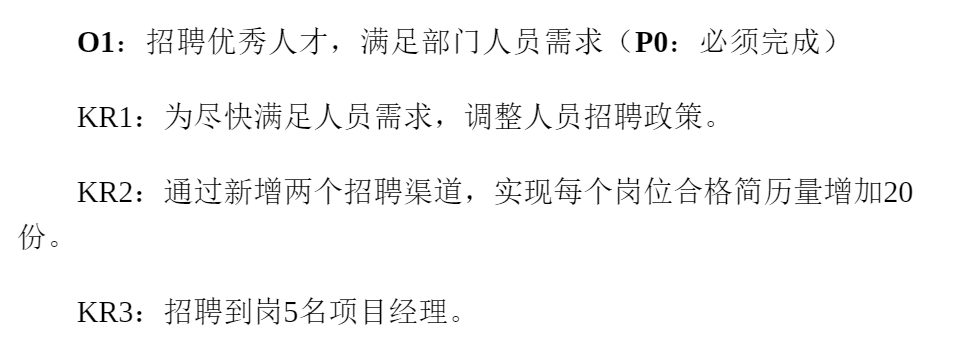 O1：招聘优秀人才，满足部门人员需求（P0：必须完成）
KR1：为尽快满足人员需求，调整人员招聘政策。
KR2：通过新增两个招聘渠道，实现每个岗位合格简历量增加20
份。
KR3：招聘到岗5名项目经理。